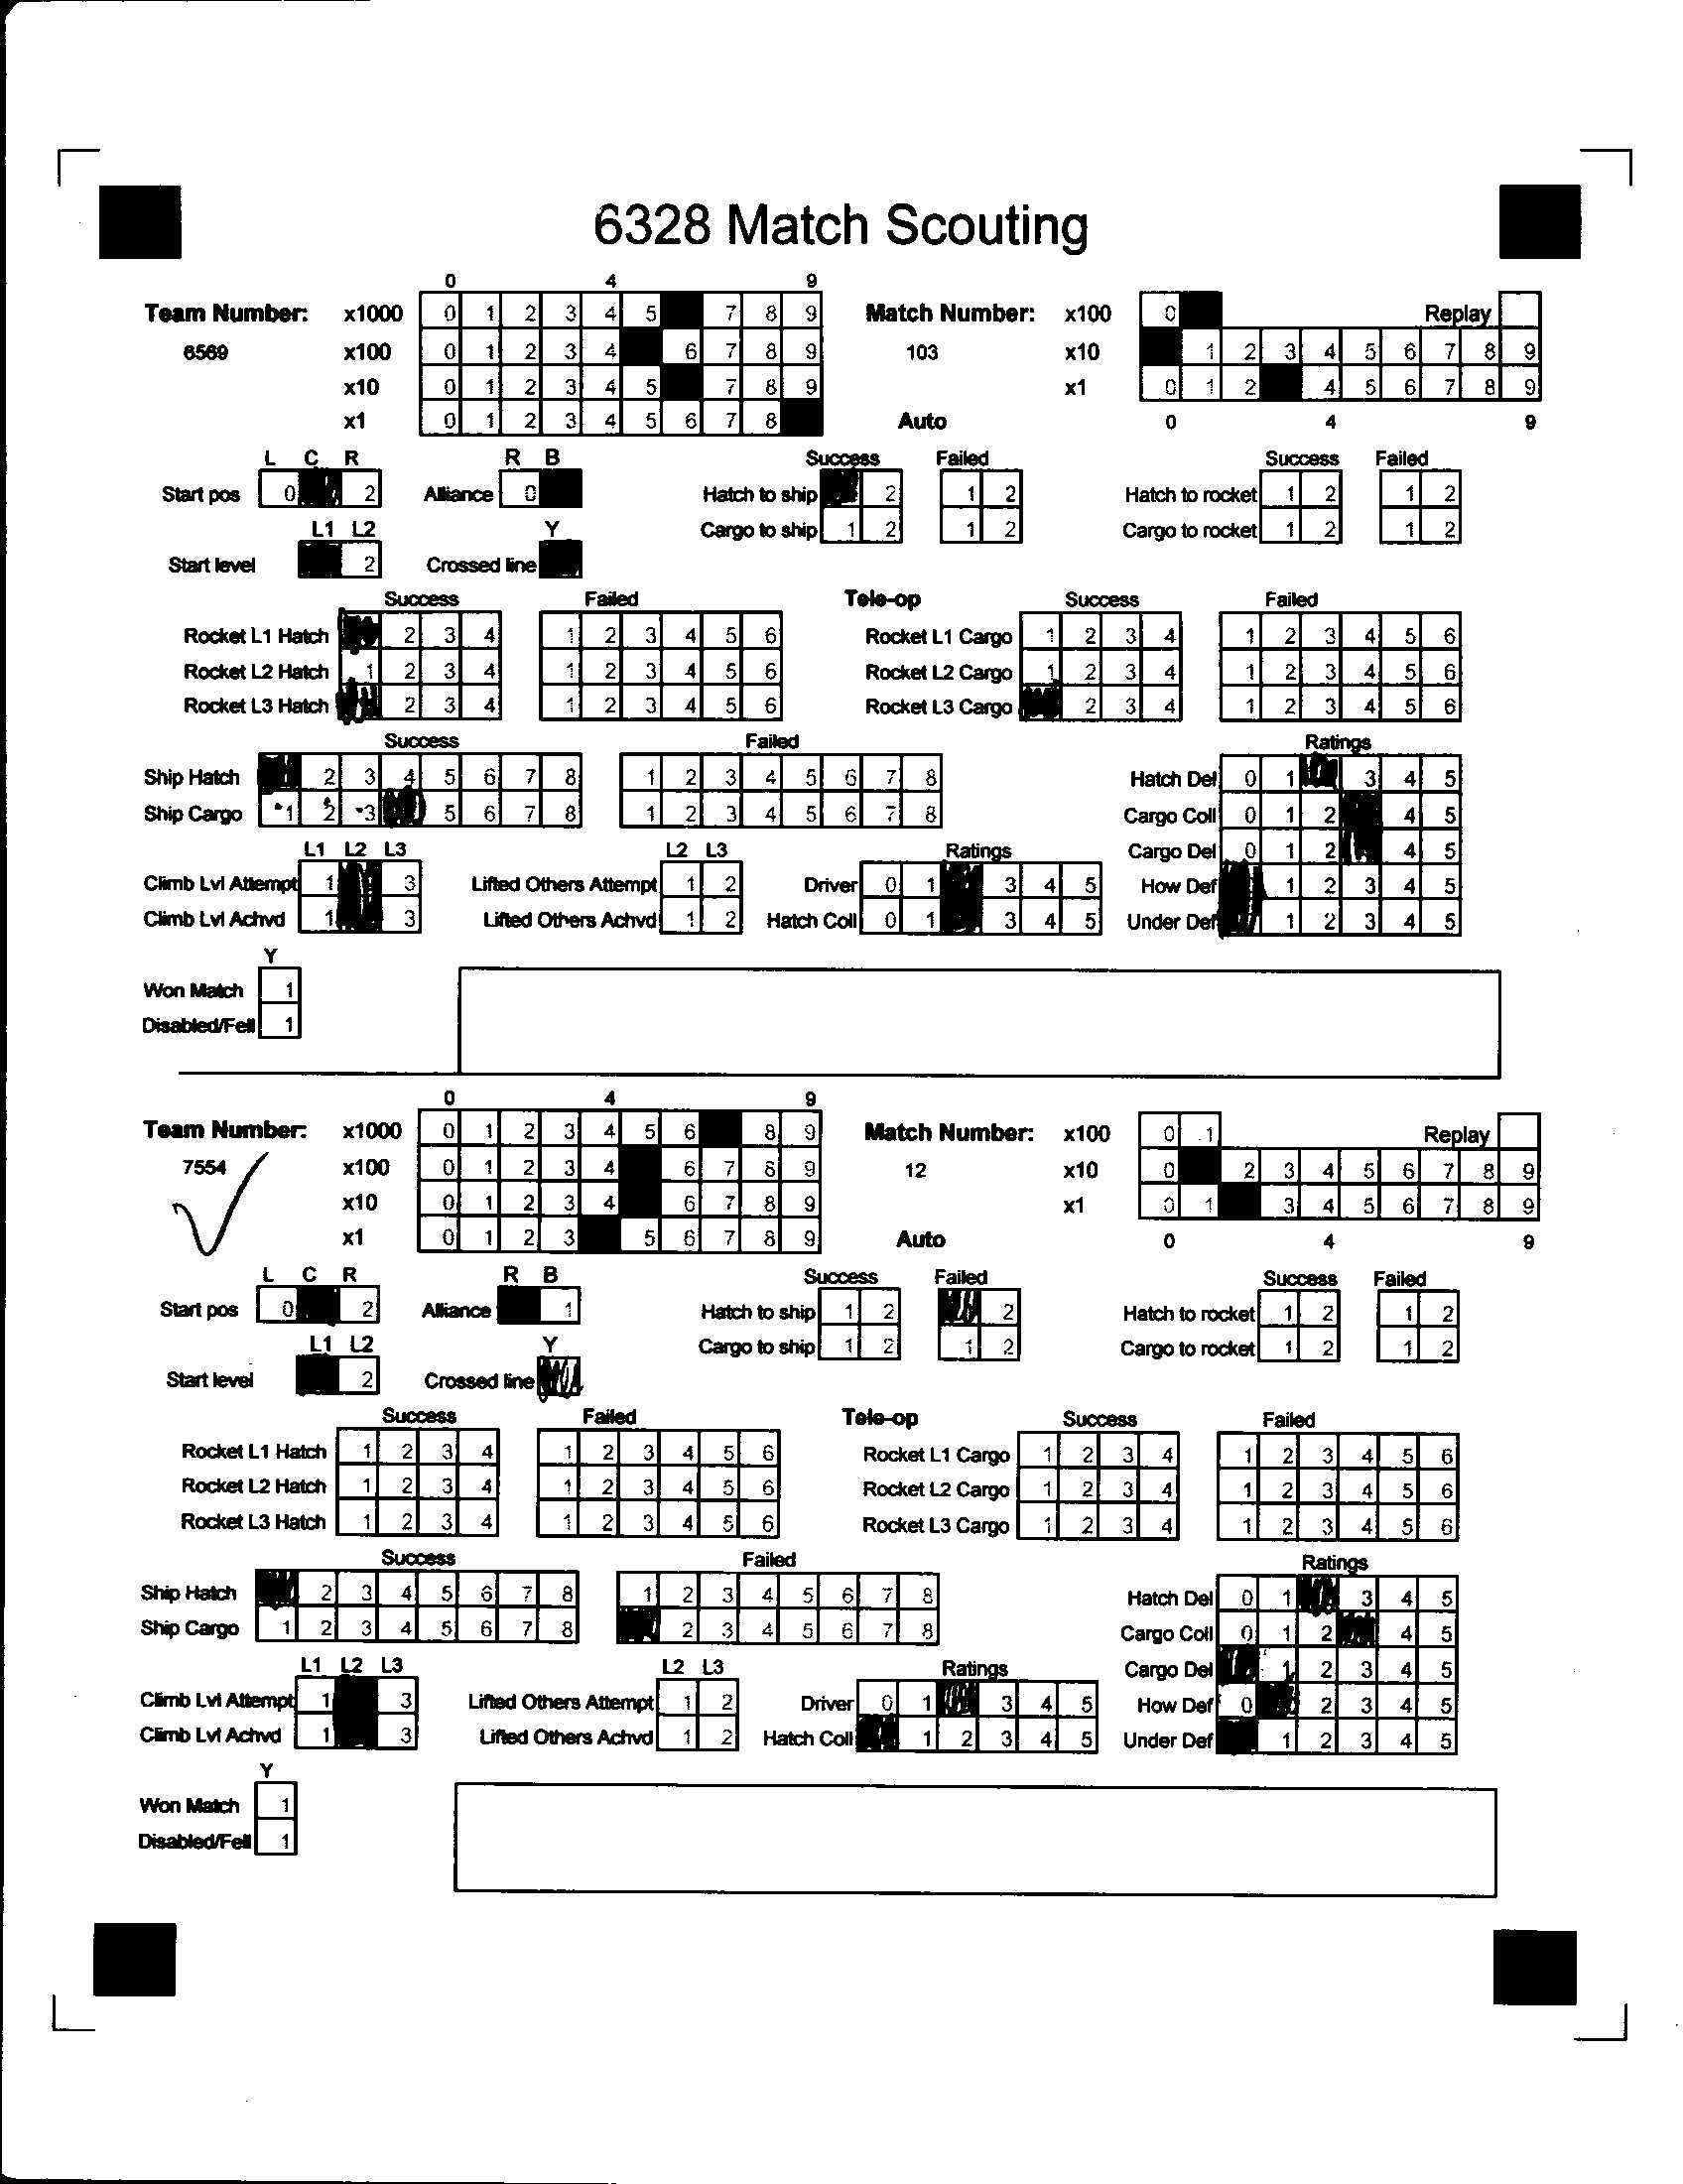 6328 Match Scouting
0 4 9
Team Number: x1000 0 1 2 3 4 5 7 8 9 Match Number: x100 0 Replay
6569 x100 0 1 2 3 4 6 7 8 9 103 x10 1 2 3 4 5 6 7 8 9
x10 0 1 2 3 4 5 7 8 9 x1 0 1 2 4 5 6 7 8 9
x1 0 1 2 3 4 5 6 7 8 Auto 0 4 9
L C R R B Success Failed Success Failed
Start pos 0 2 Alliance 0 Hatch to ship 2 1 2 Hatch to rocket 1 2 1 2
L1 L2 Y Cargo to ship 1 2 1 2 Cargo to rocket 1 2 1 2
Start level 2 Crossed line
Success Failed Tele-op Success Failed
Rocket L1 Hatch 2 3 4 1 2 3 4 5 6 Rocket L1 Cargo 1 2 3 4 1 2 3 4 5 6
Rocket L2 Hatch 1 2 3 4 1 2 3 4 5 6 Rocket L2 Cargo 1 2 3 4 1 2 3 4 5 6
Rocket L3 Hatch 2 3 4 1 2 3 4 5 6 Rocket L3 Cargo 2 3 4 1 2 3 4 5 6
Success Failed Ratings
Ship Hatch 2 3 4 5 6 7 8 1 2 3 4 5 6 7 8 Hatch Del 0 1 3 4 5
Ship Cargo 1 2 3 5 6 7 8 1 2 3 4 5 6 7 8 Cargo Coll 0 1 2 4 5
L1 L2 L3 L2 L3 Ratings Cargo Del 0 1 2 4 5
Climb Lvl Attempt 1 3 Lifted Others Attempt 1 2 Driver 0 1 3 4 5 How Def 1 2 3 4 5
Climb Lvl Achvd 1 3 Lifted Others Achvd 1 2 Hatch Coll 0 1 3 4 5 Under Def 1 2 3 4 5
Y
Won Match 1
Disabled/Fell 1
0 4 9
Team Number: x1000 0 1 2 3 4 5 6 8 9 Match Number: x100 0 1 Replay
7554 x100 0 1 2 3 4 6 7 8 9 12 x10 0 2 3 4 5 6 7 8 9
x10 0 1 2 3 4 6 7 8 9 x1 0 1 3 4 5 6 7 8 9
x1 0 1 2 3 5 6 7 8 9 Auto 0 4 9
L C R R B Success Failed Success Failed
Start pos 0 2 Alliance 1 Hatch to ship 1 2 2 Hatch to rocket 1 2 1 2
L1 L2 Y Cargo to ship 1 2 1 2 Cargo to rocket 1 2 1 2
Start level 2 Crossed line
Success Failed Tele-op Success Failed
Rocket L1 Hatch 1 2 3 4 1 2 3 4 5 6 Rocket L1 Cargo 1 2 3 4 1 2 3 4 5 6
Rocket L2 Hatch 1 2 3 4 1 2 3 4 5 6 Rocket L2 Cargo 1 2 3 4 1 2 3 4 5 6
Rocket L3 Hatch 1 2 3 4 1 2 3 4 5 6 Rocket L3 Cargo 1 2 3 4 1 2 3 4 5 6
Success Failed Ratings
Ship Hatch 2 3 4 5 6 7 8 1 2 3 4 5 6 7 8 Hatch Del 0 1 3 4 5
Ship Cargo 1 2 3 4 5 6 7 8 2 3 4 5 6 7 8 Cargo Coll 0 1 2 4 5
L1 L2 L3 L2 L3 Ratings Cargo Del 1 2 3 4 5
Climb Lvl Attempt 1 3 Lifted Others Attempt 1 2 Driver 0 1 3 4 5 How Def 0 2 3 4 5
Climb Lvl Achvd 1 3 Lifted Others Achvd 1 2 Hatch Coll 1 2 3 4 5 Under Def 1 2 3 4 5
Y
Won Match 1
Disabled/Fell 1